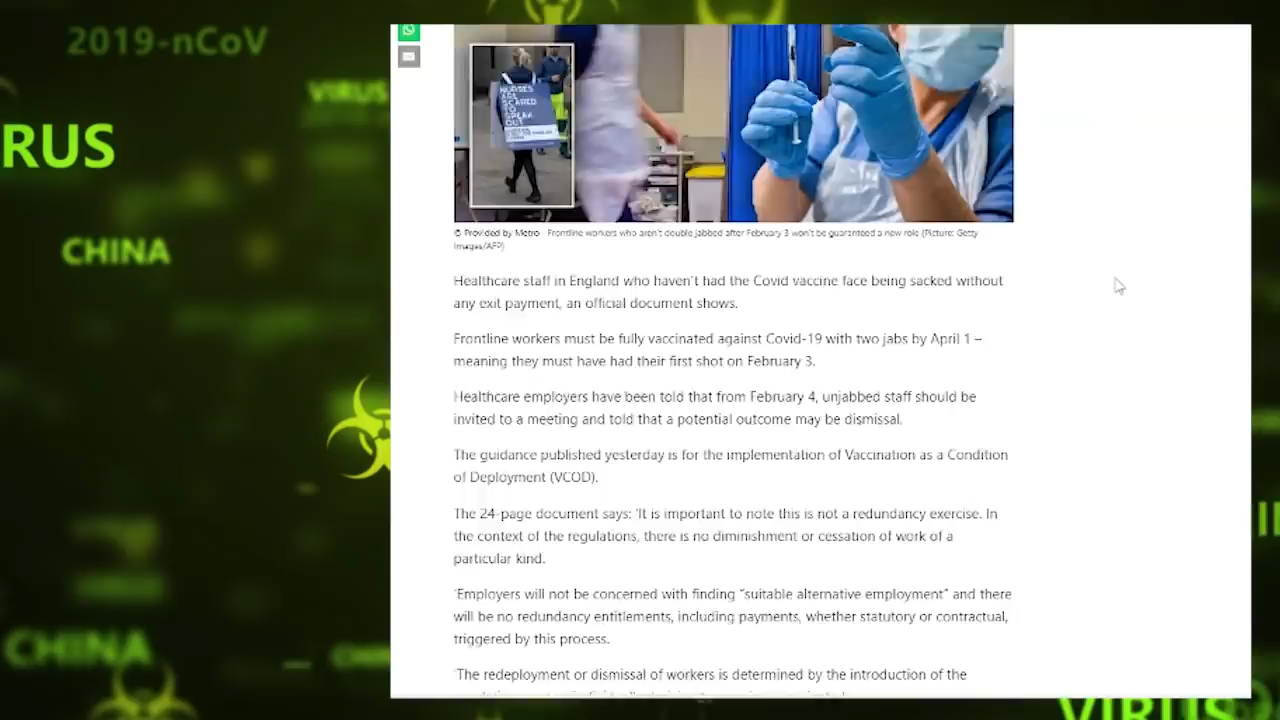 2019-nCoV
VIRUS
RUS
CHINA
NURSES
ARE
SCARED
TO
SPEAK
OUT
© Provided by Metro Frontline workers who aren't double jabbed after February 3 won't be guaranteed a new role (Picture: Getty
Images/AFP)
Healthcare staff in England who haven't had the Covid vaccine face being sacked without
any exit payment, an official document shows.
Frontline workers must be fully vaccinated against Covid-19 with two jabs by April 1 –
meaning they must have had their first shot on February 3.
Healthcare employers have been told that from February 4, unjabbed staff should be
invited to a meeting and told that a potential outcome may be dismissal.
The guidance published yesterday is for the implementation of Vaccination as a Condition
of Deployment (VCOD).
The 24-page document says: 'It is important to note this is not a redundancy exercise. In
the context of the regulations, there is no diminishment or cessation of work of a
particular kind.
'Employers will not be concerned with finding "suitable alternative employment" and there
will be no redundancy entitlements, including payments, whether statutory or contractual,
triggered by this process.
'The redeployment or dismissal of workers is determined by the introduction of the
CHINA
VIRUS